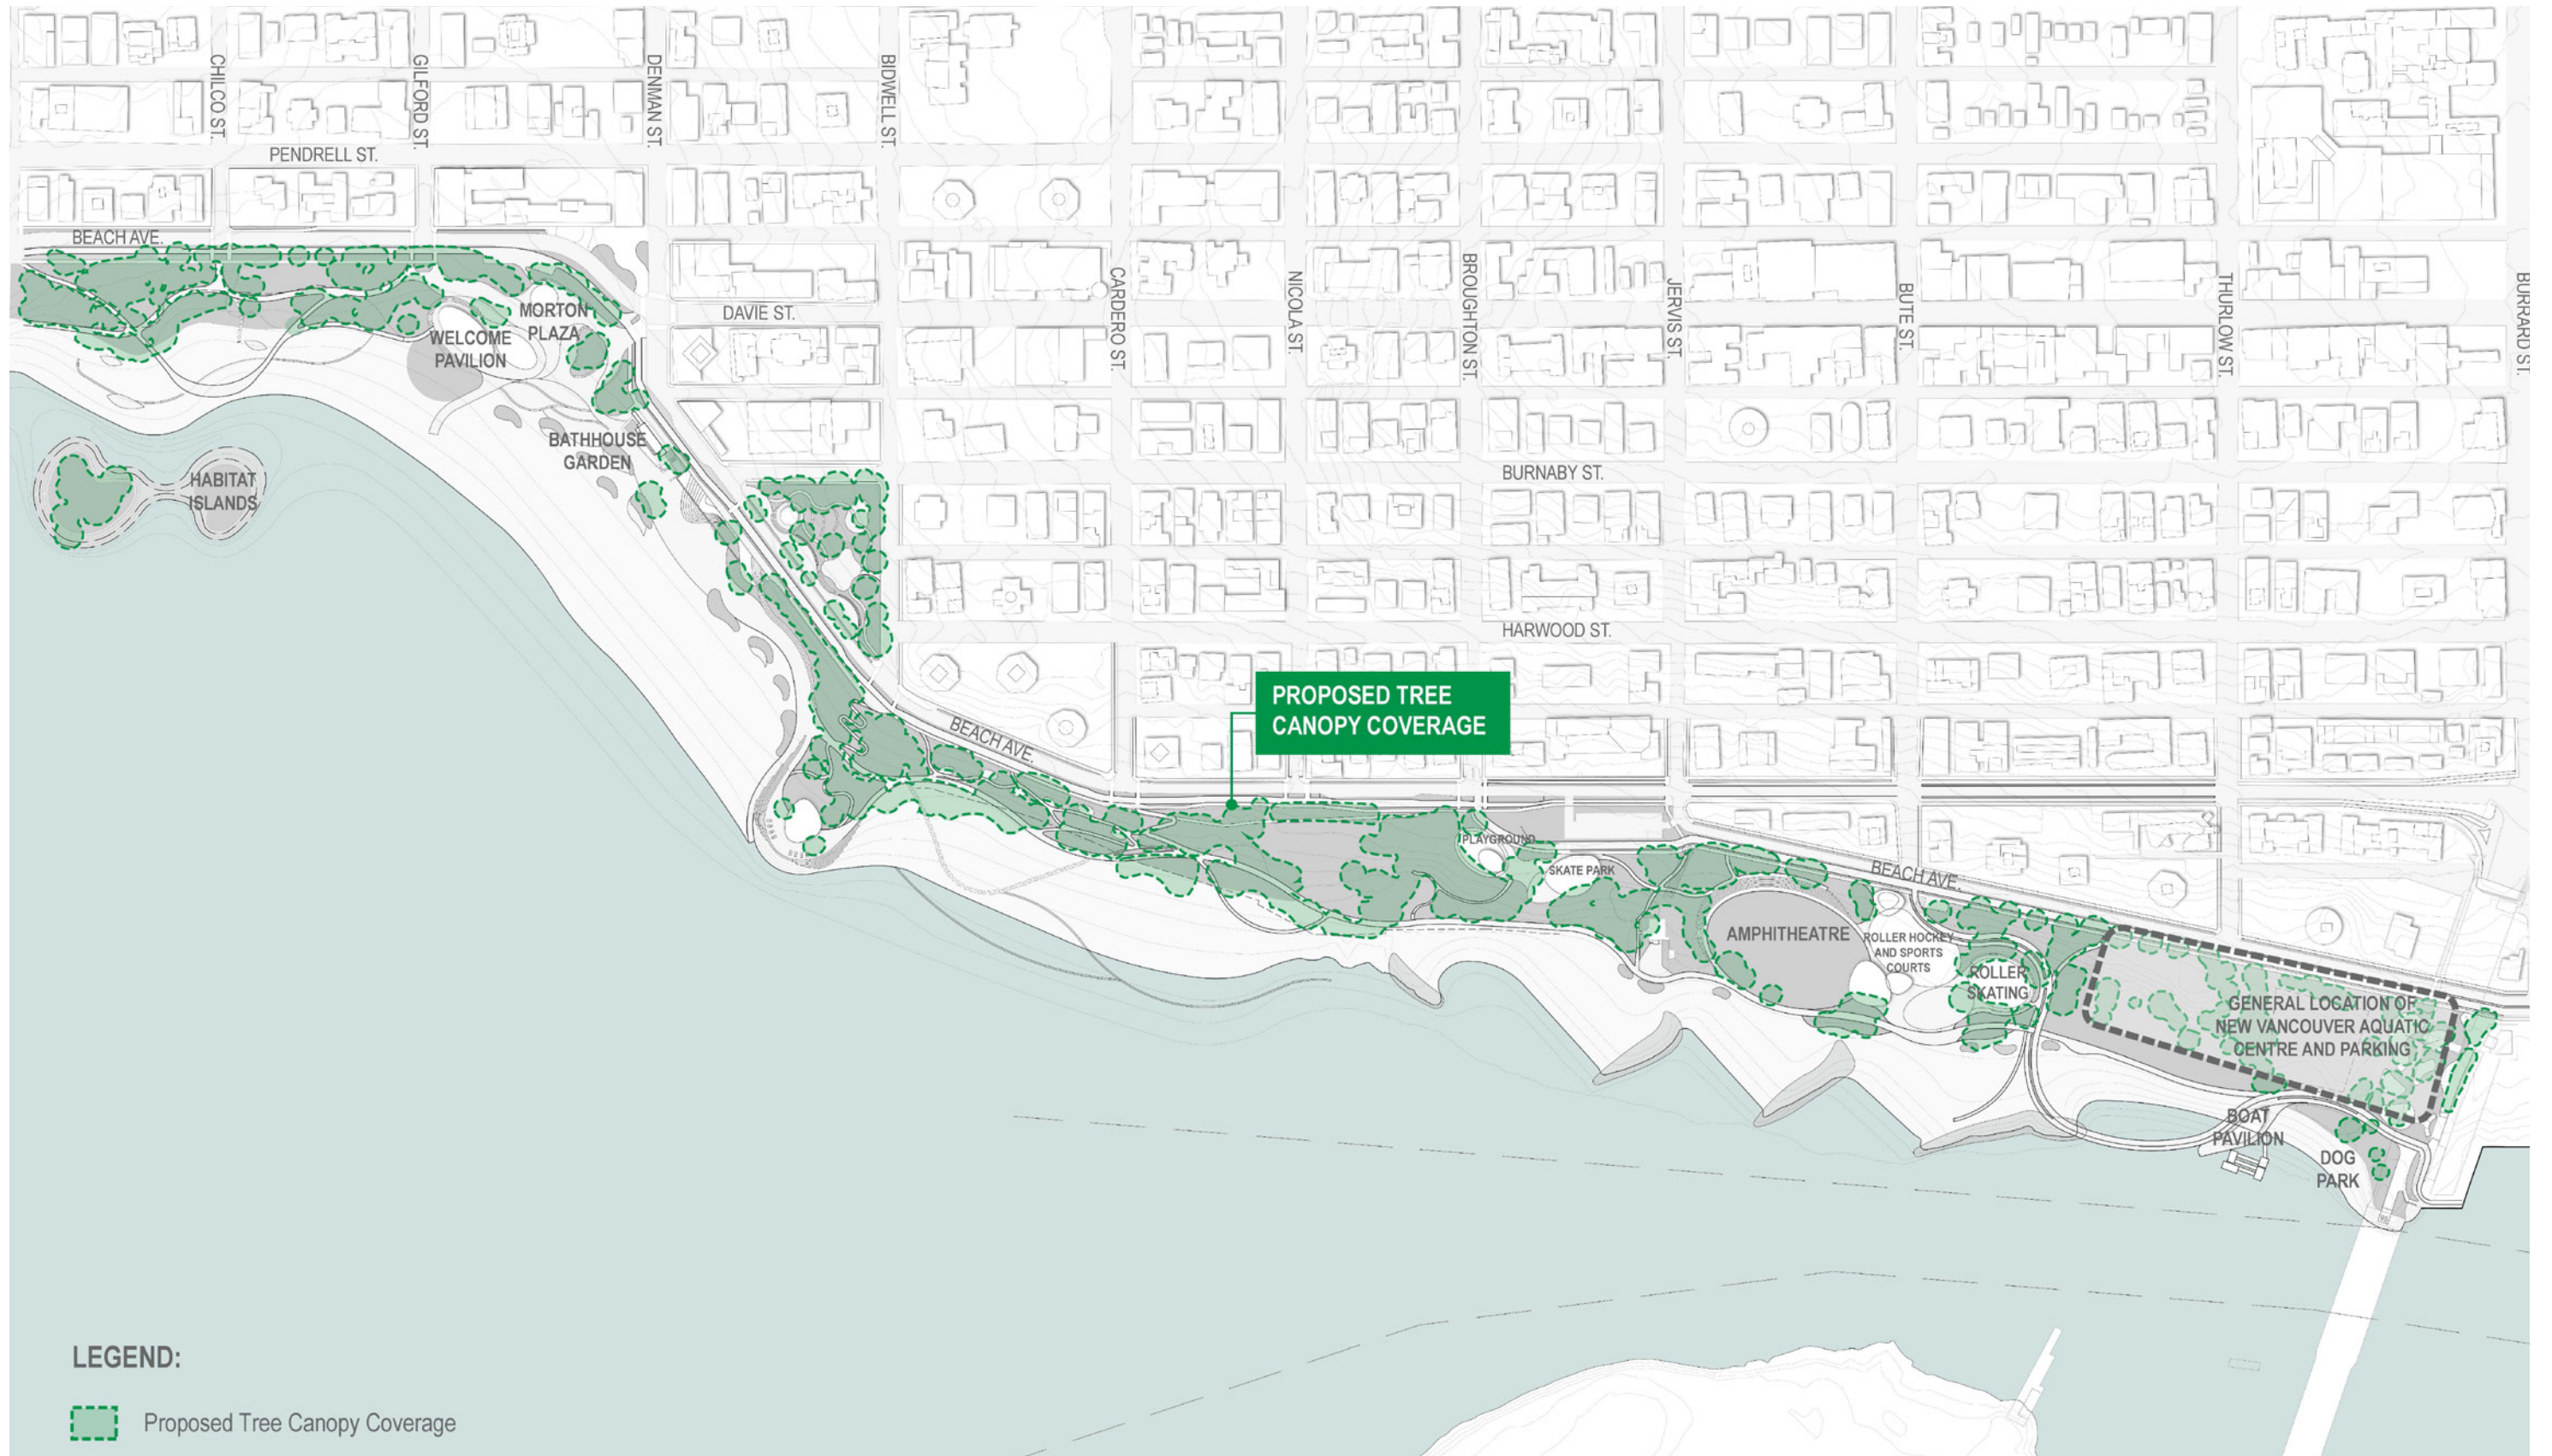 CHILCO ST.
GILFORD ST.
DENMAN ST.
BIDWELL ST.
PENDRELL ST.
BEACH AVE.
MORTON
PLAZA
WELCOME
PAVILION
DAVIE ST.
CARDERO ST.
NICOLA ST.
BROUGHTON ST.
JERVIS ST.
BUTE ST.
THURLOW ST.
BURRARD ST.
BATHHOUSE
GARDEN
HABITAT
ISLANDS
BURNABY ST.
HARWOOD ST.
PROPOSED TREE
CANOPY COVERAGE
BEACH AVE.
PLAYGROUND
SKATE PARK
BEACH AVE.
AMPHITHEATRE
ROLLER HOCKEY
AND SPORTS
COURTS
ROLLER
SKATING
GENERAL LOCATION OF
NEW VANCOUVER AQUATIC
CENTRE AND PARKING
BOAT
PAVILION
DOG
PARK
LEGEND:
Proposed Tree Canopy Coverage